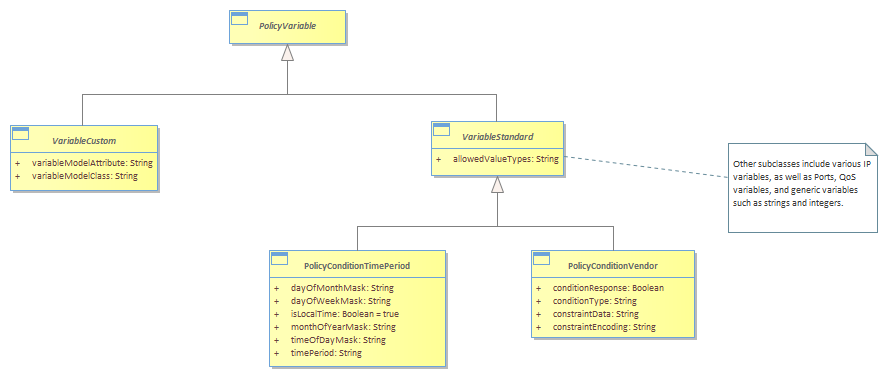 PolicyVariable
VariableCustom
+ variableModelAttribute: String
+ variableModelClass: String
VariableStandard
+ allowedValueTypes: String
Other subclasses include various IP
variables, as well as Ports, QoS
variables, and generic variables
such as strings and integers.
PolicyConditionTimePeriod
+ dayOfMonthMask: String
+ dayOfWeekMask: String
+ isLocalTime: Boolean = true
+ monthOfYearMask: String
+ timeOfDayMask: String
+ timePeriod: String
PolicyConditionVendor
+ conditionResponse: Boolean
+ conditionType: String
+ constraintData: String
+ constraintEncoding: String